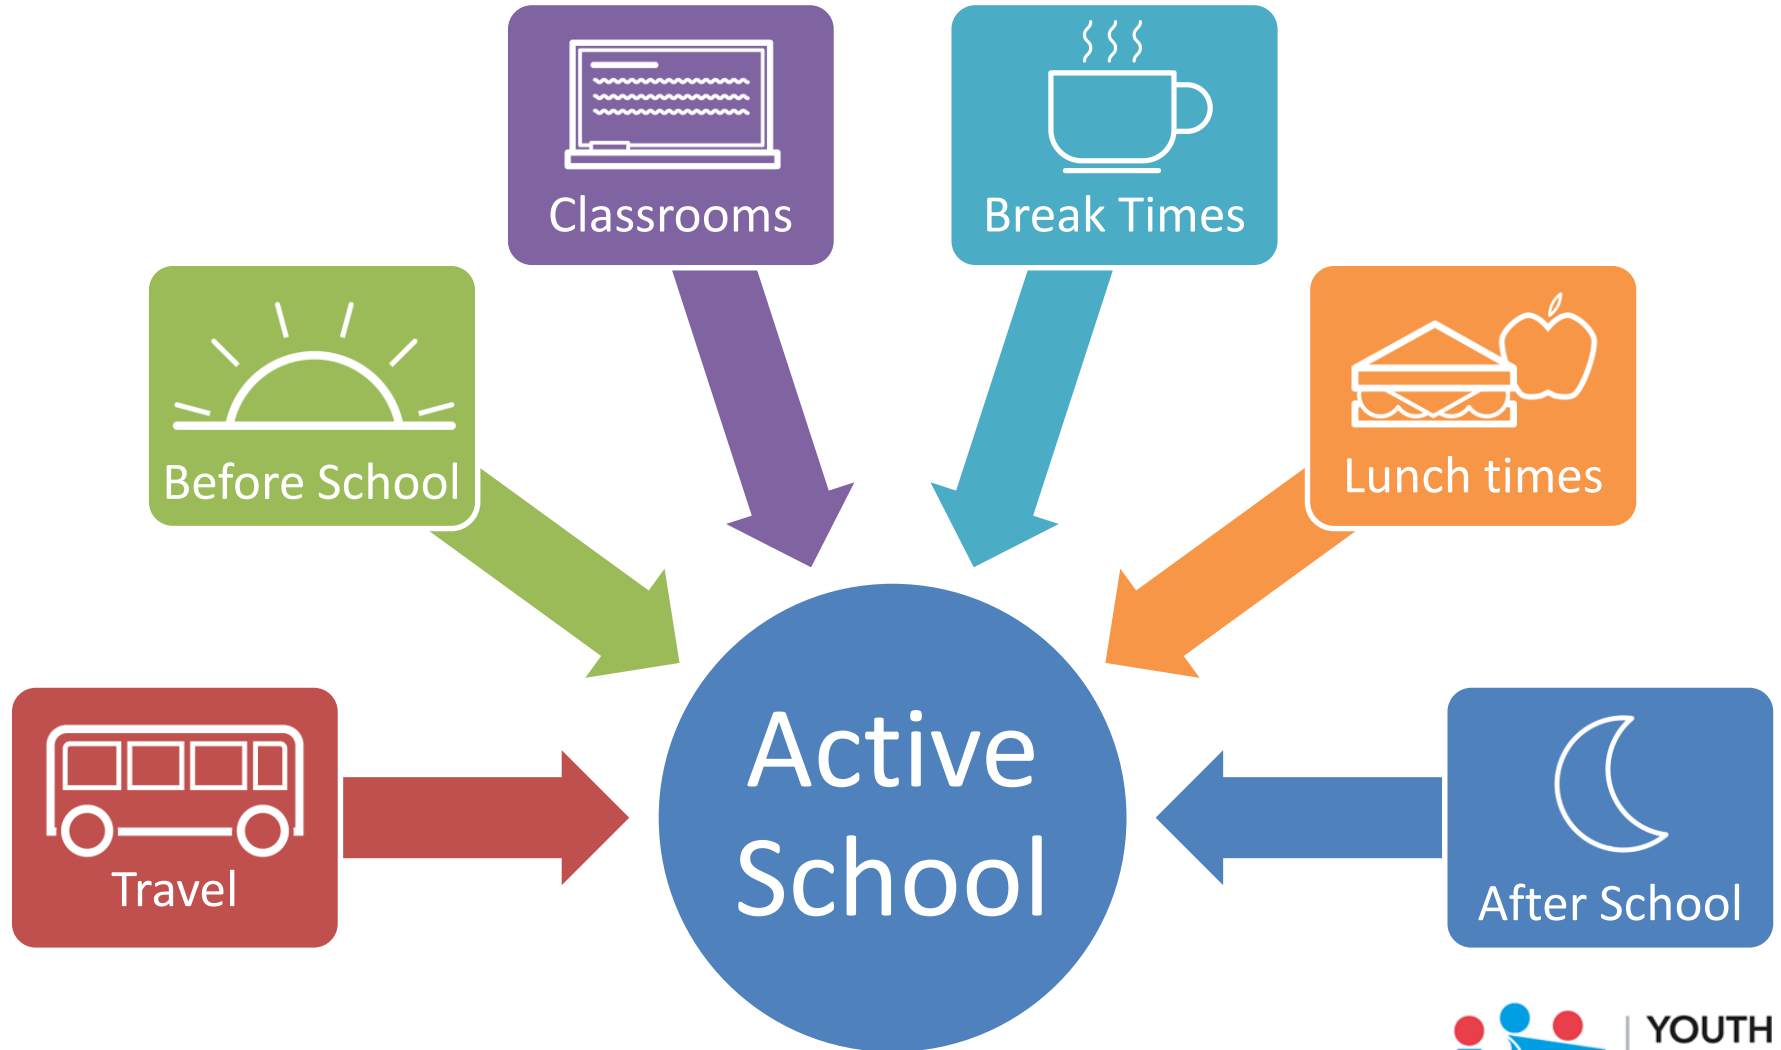 Classrooms
Break Times
Before School
Lunch times
Travel
Active
School
After School
YOUTH